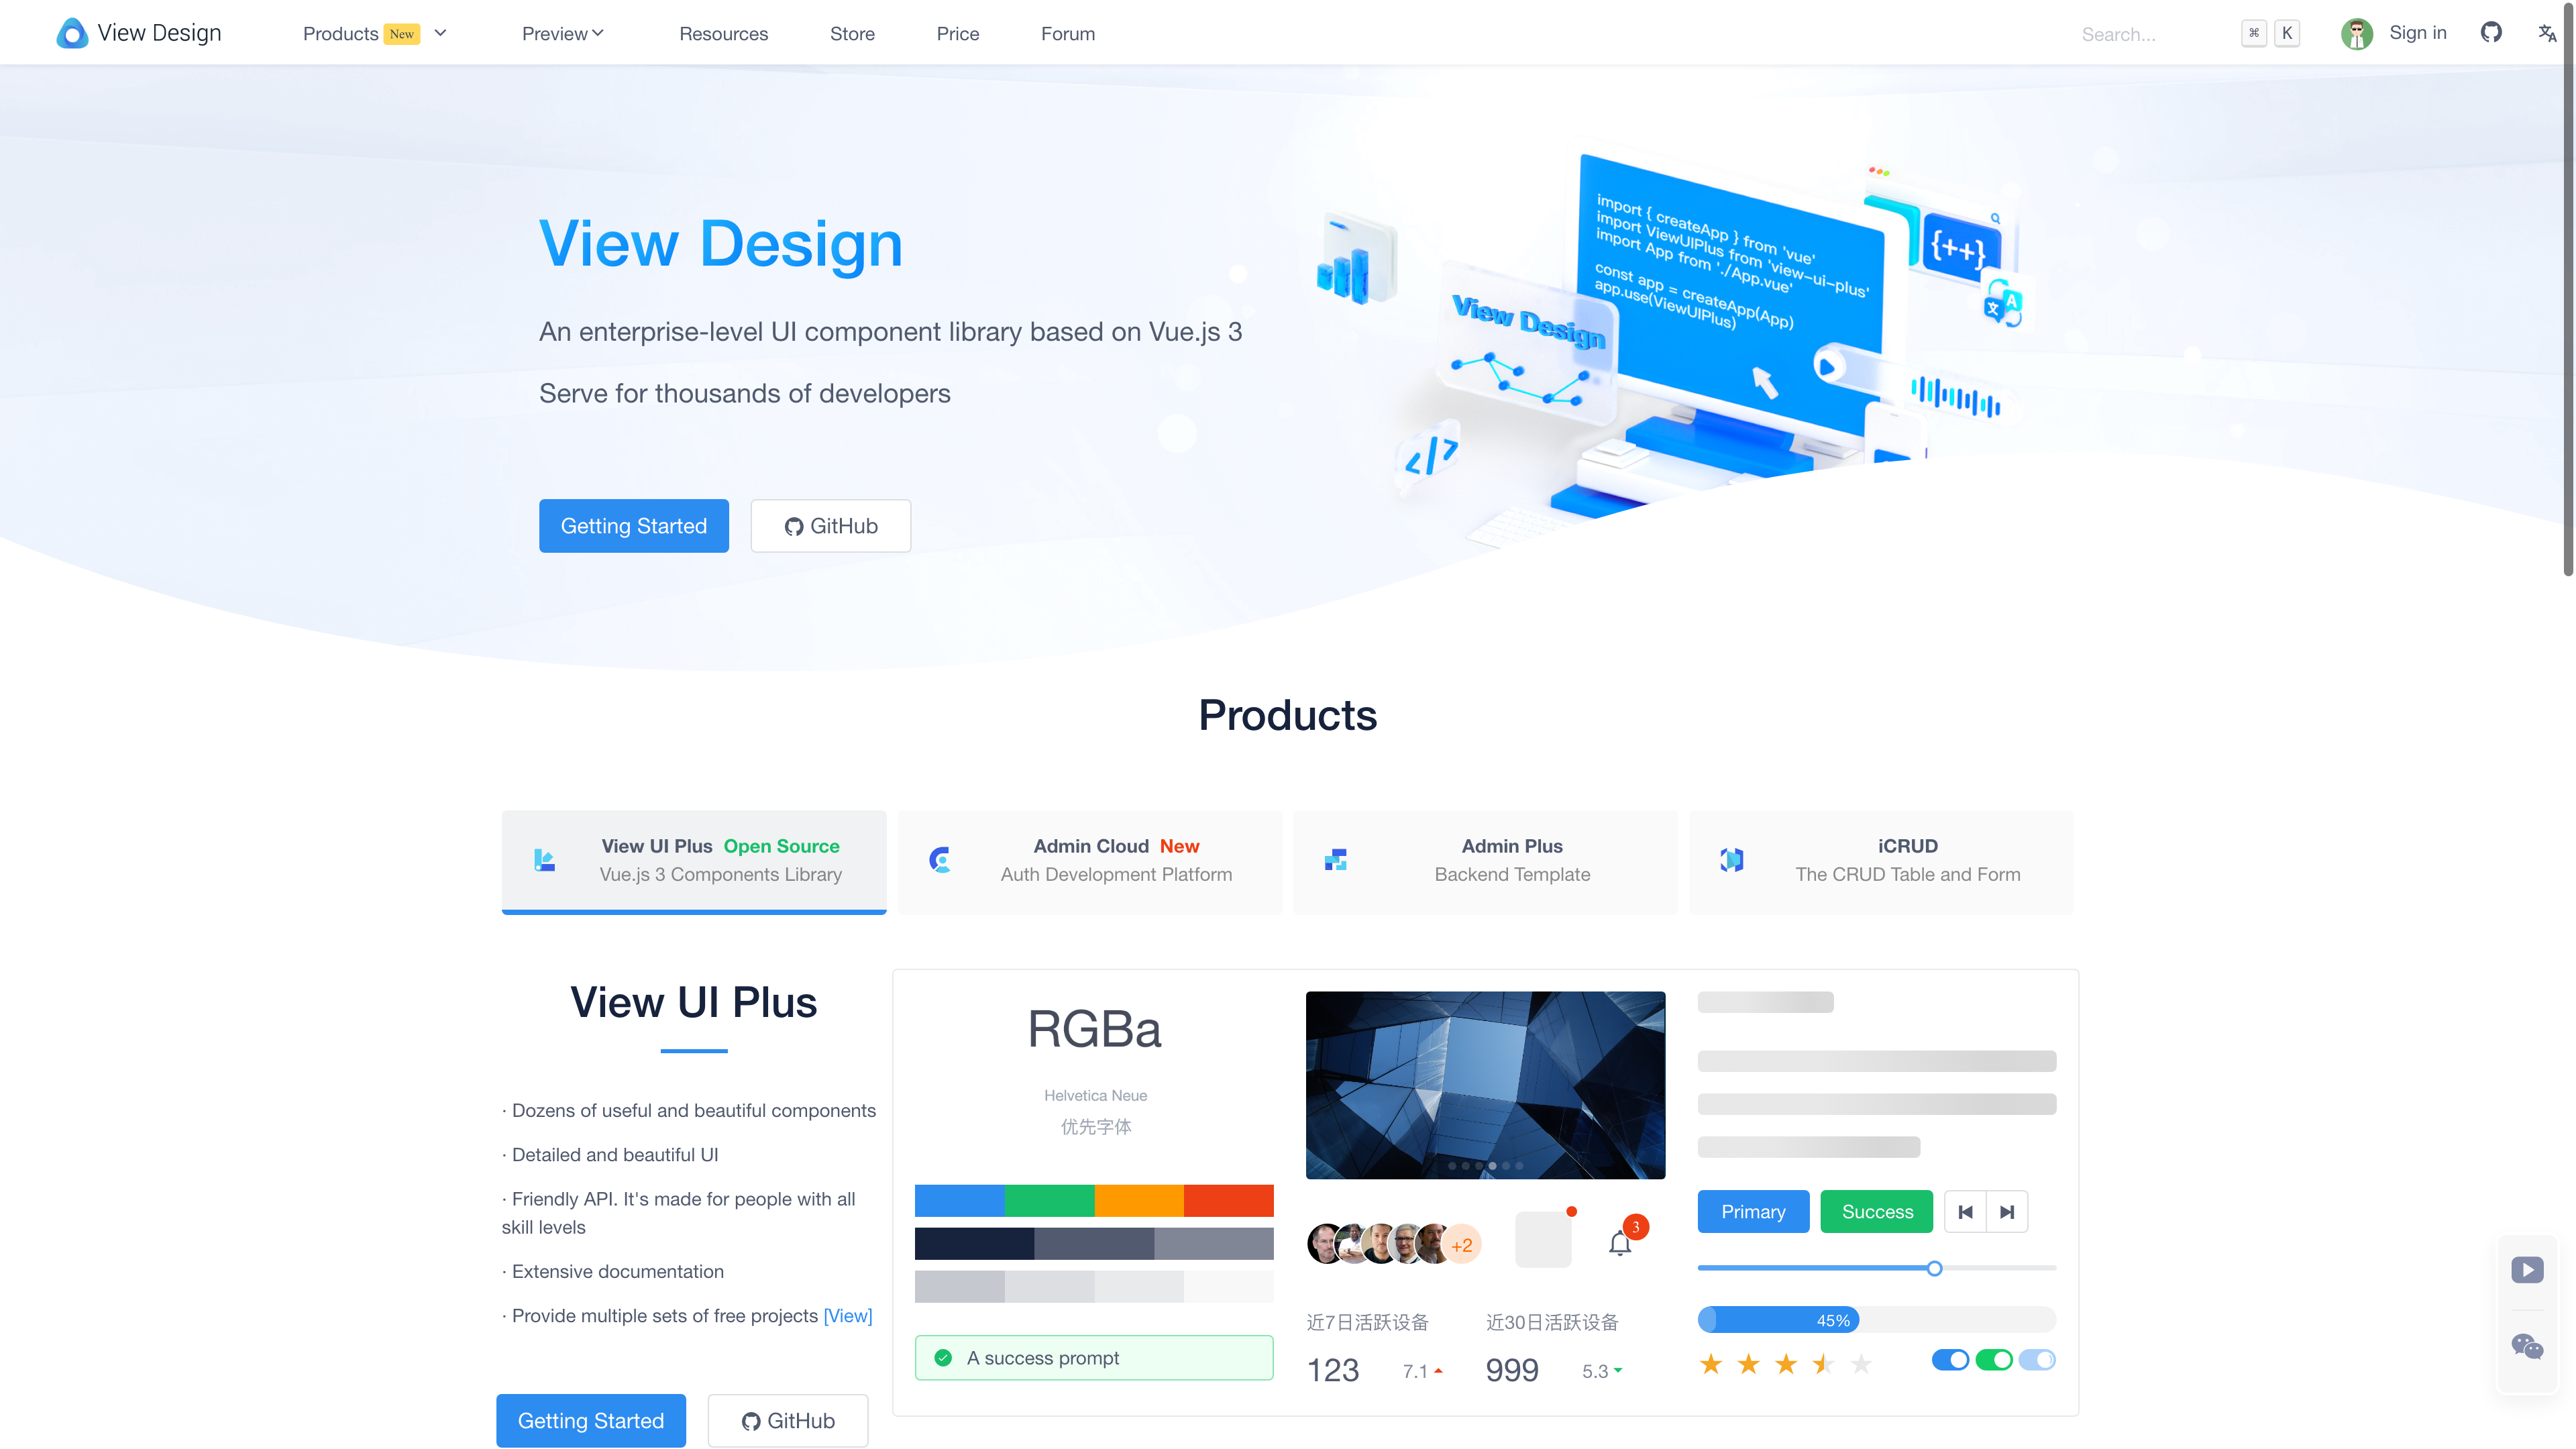 View Design
Products New
Preview
Resources
Store
Price
Forum
Search...
⌘ K
Sign in
View Design
An enterprise-level UI component library based on Vue.js 3
Serve for thousands of developers
Getting Started
GitHub
import { createApp } from 'vue'
import ViewUIPlus from 'view-ui-plus'
import App from './App.vue'
const app = createApp(App)
app.use(ViewUIPlus)
View Design
</>
{++}
文 A
Products
View UI Plus Open Source
Vue.js 3 Components Library
Admin Cloud New
Auth Development Platform
Admin Plus
Backend Template
iCRUD
The CRUD Table and Form
View UI Plus
· Dozens of useful and beautiful components
· Detailed and beautiful UI
· Friendly API. It's made for people with all
skill levels
· Extensive documentation
· Provide multiple sets of free projects [View]
Getting Started
GitHub
RGBa
Helvetica Neue
优先字体
A success prompt
+2
3
近7日活跃设备
近30日活跃设备
123 7.1
999 5.3
Primary
Success
45%